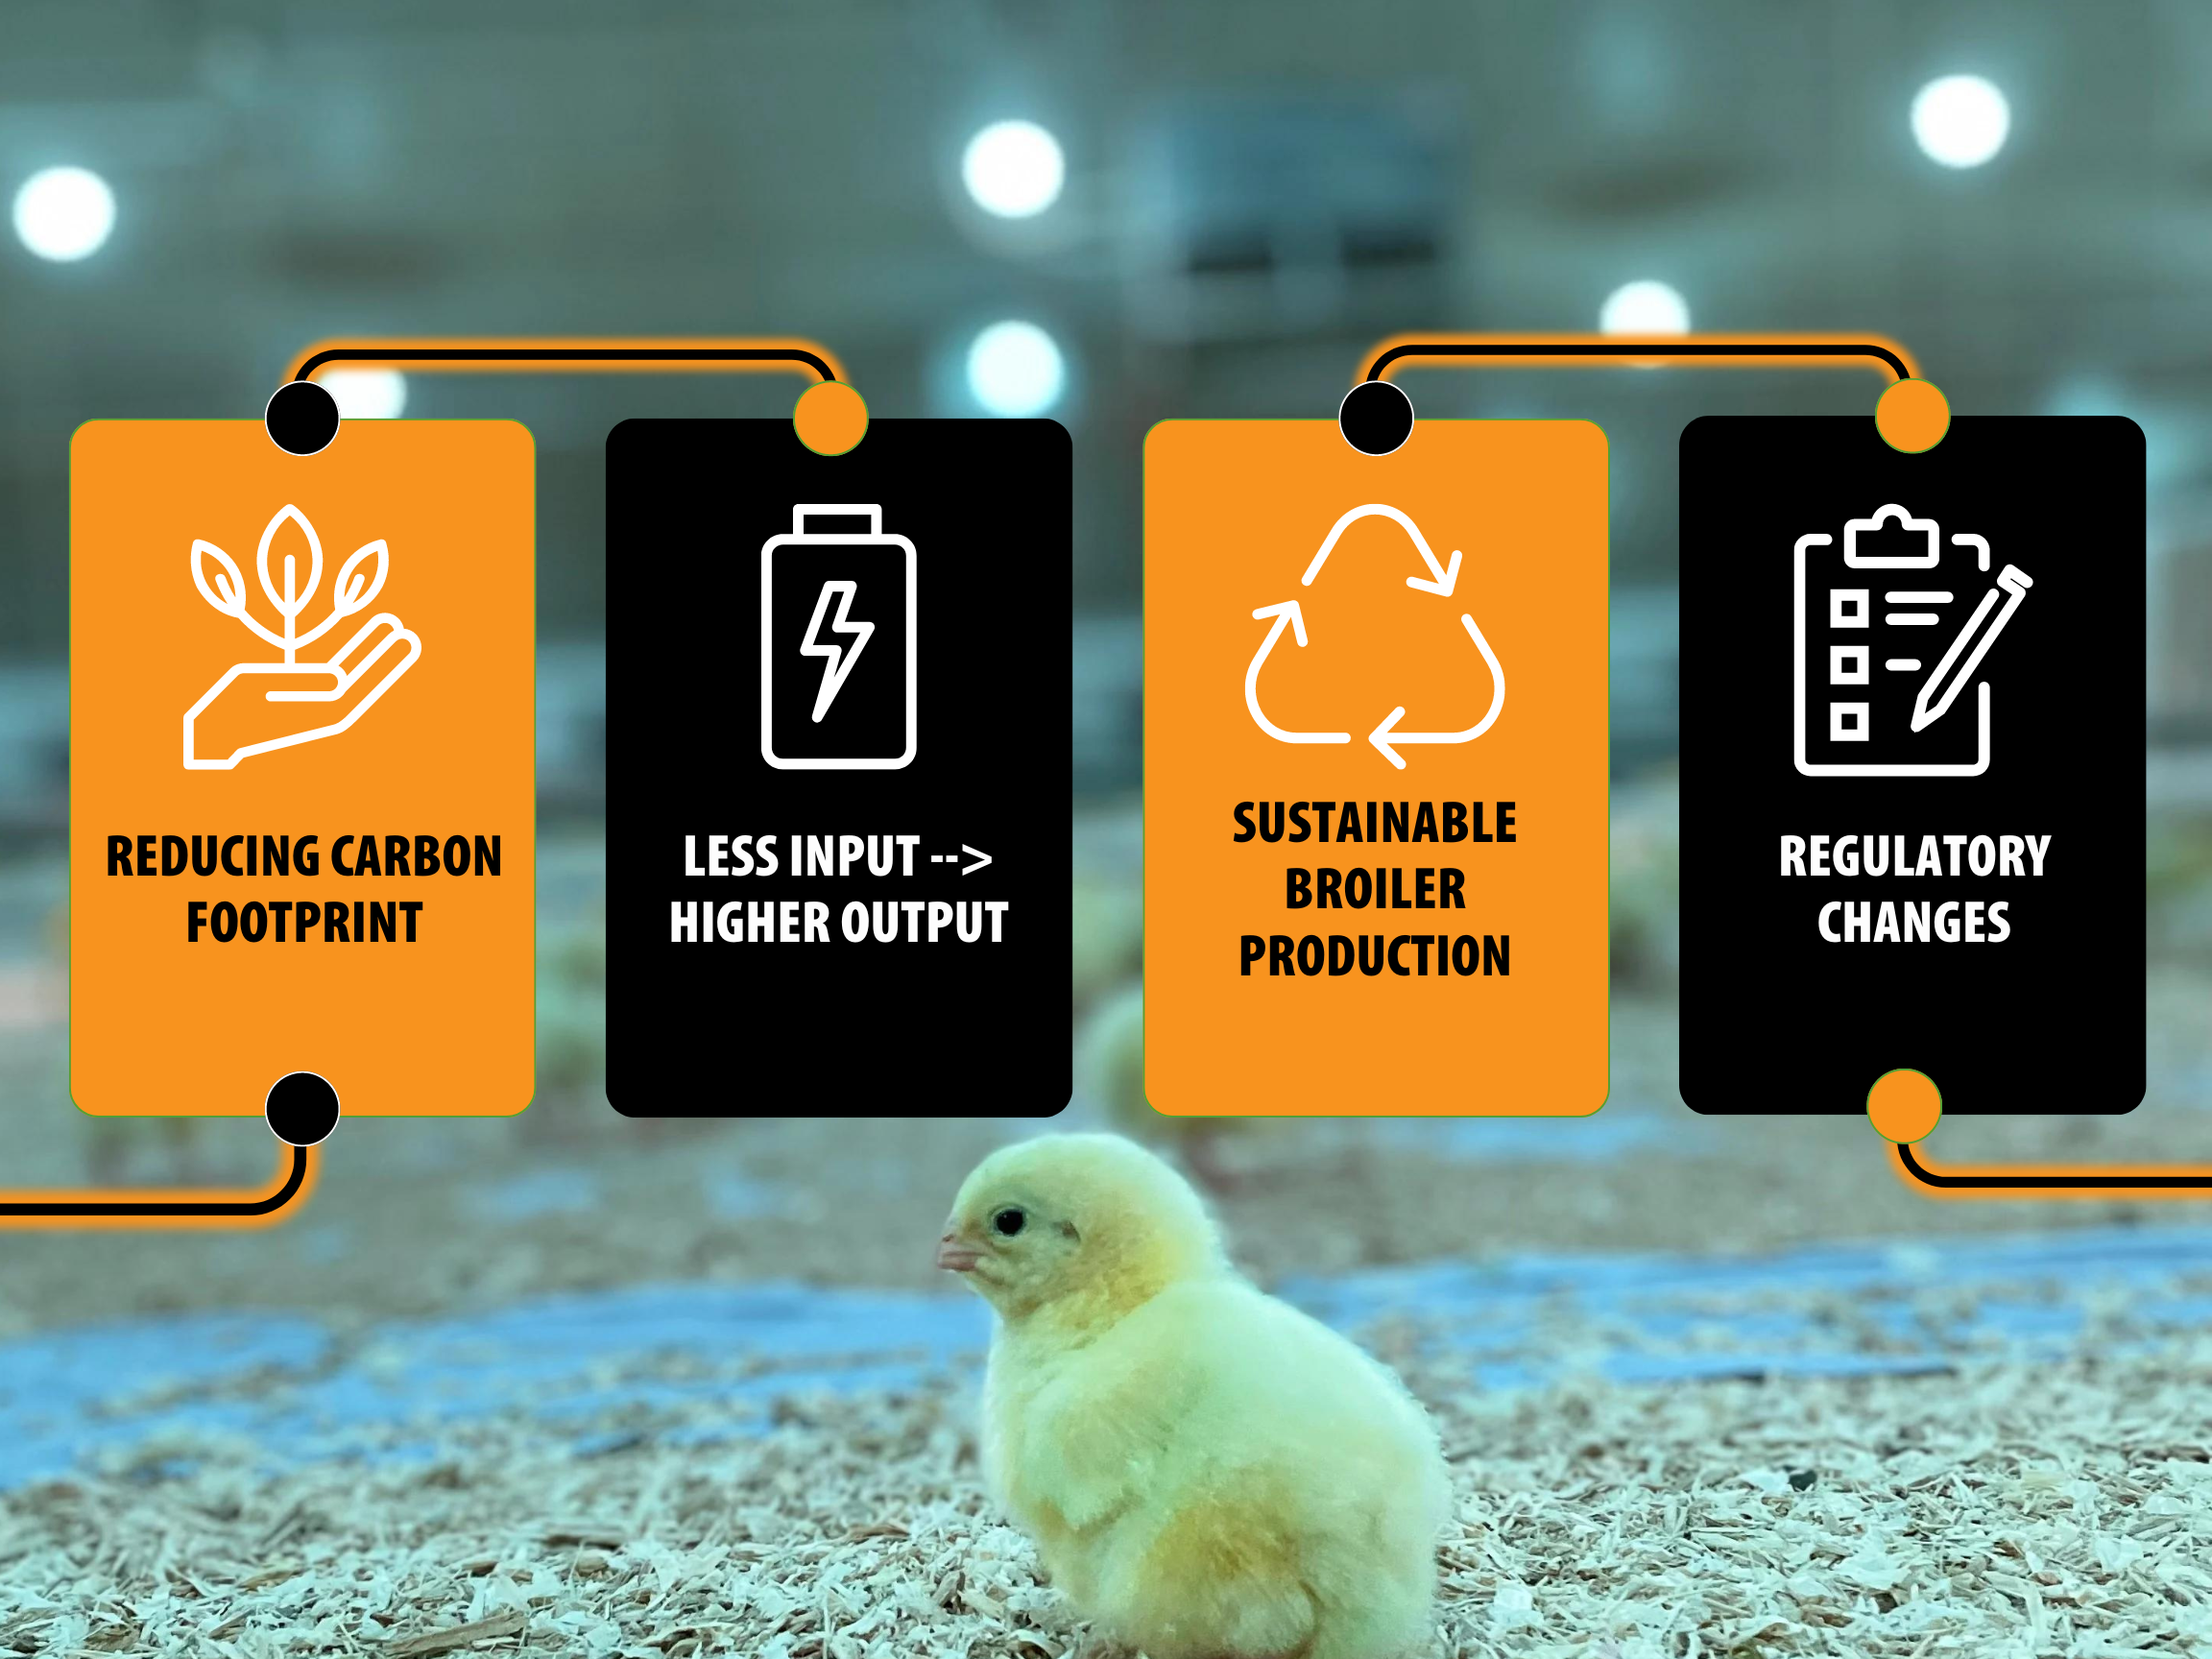 REDUCING CARBON
FOOTPRINT
LESS INPUT -->
HIGHER OUTPUT
SUSTAINABLE
BROILER
PRODUCTION
REGULATORY
CHANGES